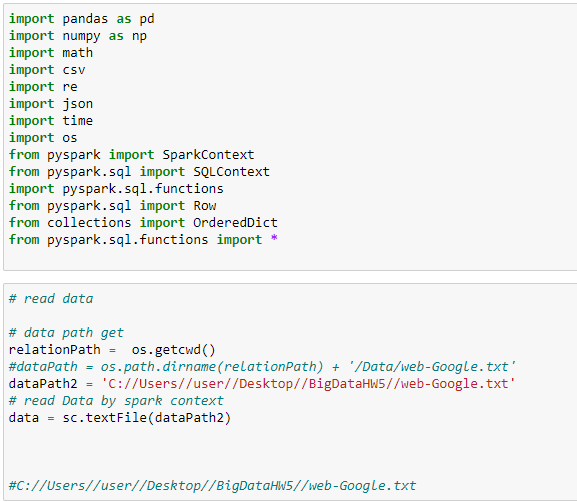 import pandas as pd
import numpy as np
import math
import csv
import re
import json
import time
import os
from pyspark import SparkContext
from pyspark.sql import SQLContext
import pyspark.sql.functions
from pyspark.sql import Row
from collections import OrderedDict
from pyspark.sql.functions import *
# read data
# data path get
relationPath =  os.getcwd()
#dataPath = os.path.dirname(relationPath) + '/Data/web-Google.txt'
dataPath2 = 'C://Users//user//Desktop//BigDataHW5//web-Google.txt'
# read Data by spark context
data = sc.textFile(dataPath2)
#C://Users//user//Desktop//BigDataHW5//web-Google.txt